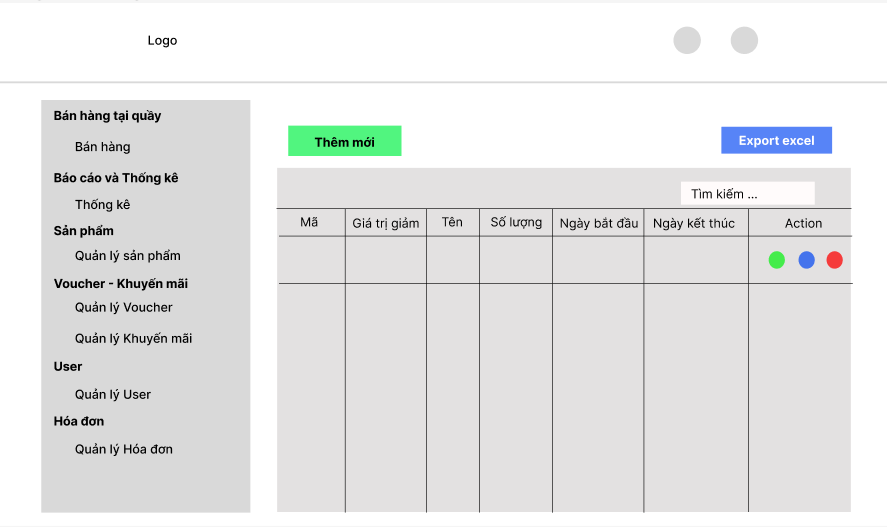 Logo
Bán hàng tại quầy
Bán hàng
Báo cáo và Thống kê
Thống kê
Sản phẩm
Quản lý sản phẩm
Voucher - Khuyến mãi
Quản lý Voucher
Quản lý Khuyến mãi
User
Quản lý User
Hóa đơn
Quản lý Hóa đơn
Thêm mới
Export excel
Tìm kiếm ...
Mã Giá trị giảm Tên Số lượng Ngày bắt đầu Ngày kết thúc Action